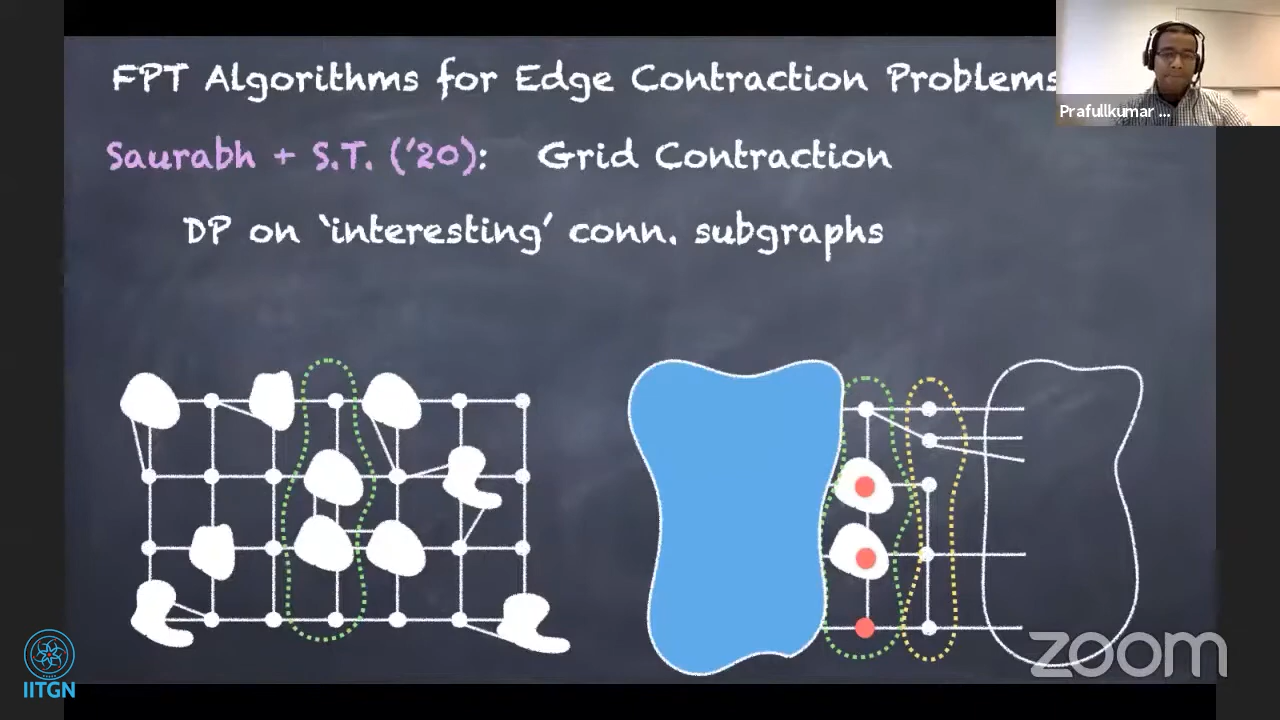 FPT Algorithms for Edge Contraction Problems
Prafullkumar ...
Saurabh + S.T. ('20): Grid Contraction
DP on 'interesting' conn. subgraphs
zoom
IITGN